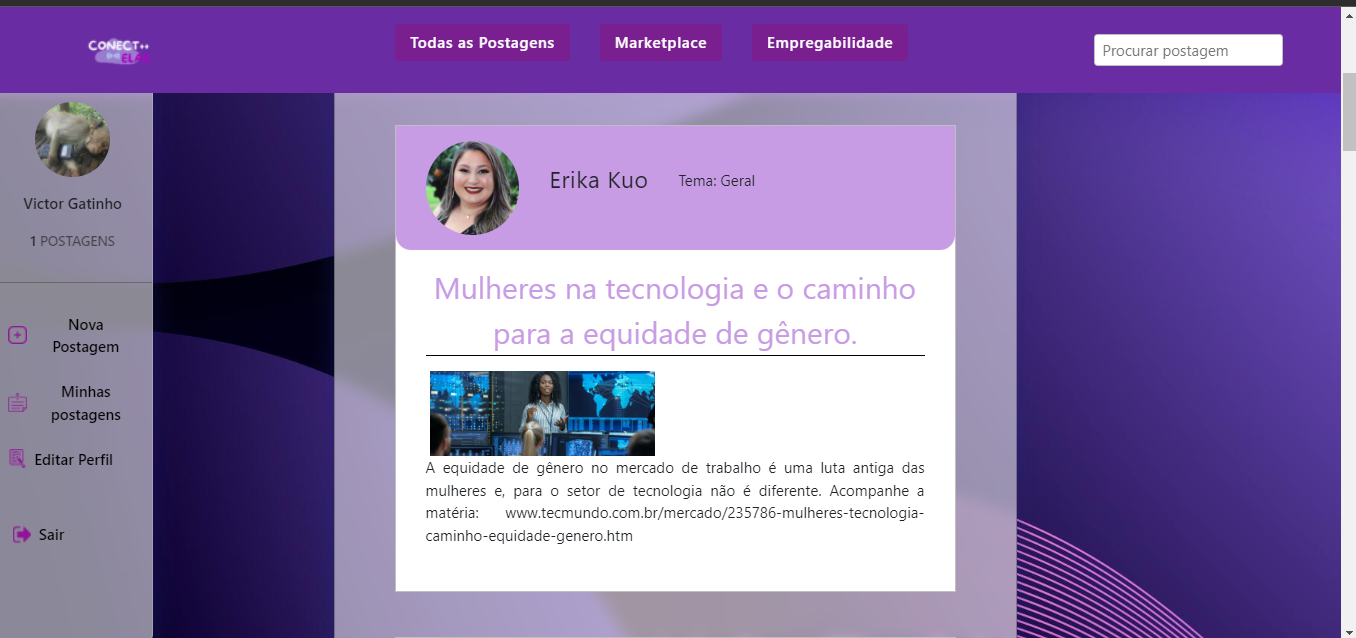 CONECT++
ELAS
Todas as Postagens
Marketplace
Empregabilidade
Procurar postagem
Victor Gatinho
1 POSTAGENS
Nova
Postagem
Minhas
postagens
Editar Perfil
Sair
Erika Kuo
Tema: Geral
Mulheres na tecnologia e o caminho
para a equidade de gênero.
A equidade de gênero no mercado de trabalho é uma luta antiga das
mulheres e, para o setor de tecnologia não é diferente. Acompanhe a
matéria: www.tecmundo.com.br/mercado/235786-mulheres-tecnologia-
caminho-equidade-genero.htm